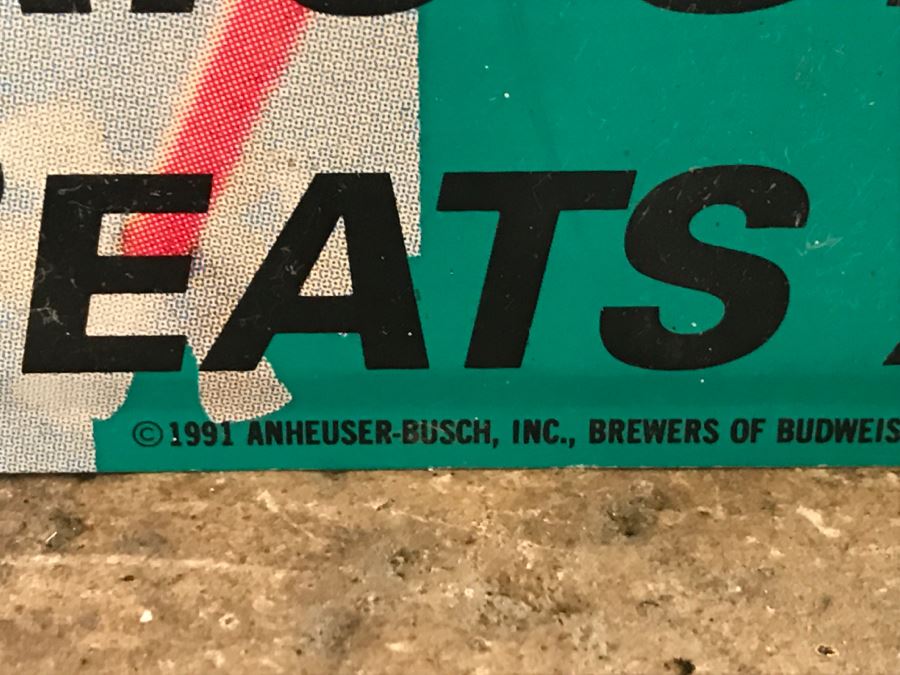 EATS
©1991 ANHEUSER-BUSCH, INC., BREWERS OF BUDWEIS